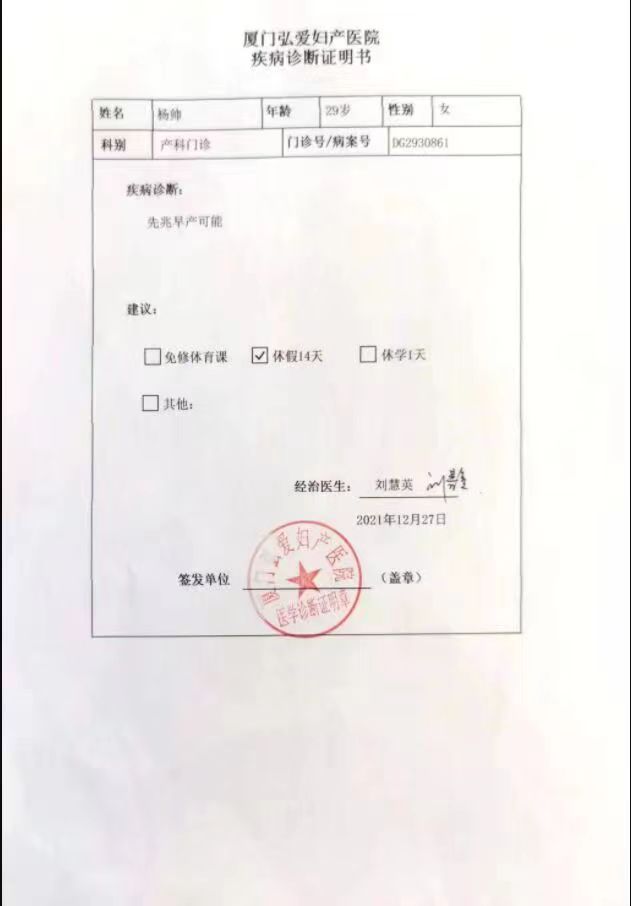 厦门弘爱妇产医院
疾病诊断证明书
姓名 杨帅 年龄 29岁 性别 女
科别 产科门诊 门诊号/病案号 DG2930861
疾病诊断:
先兆早产可能
建议:
免修体育课 休假14天 休学1天
其他:
经治医生: 刘慧英
2021年12月27日
签发单位 (盖章)
厦门弘爱妇产医院
医学诊断证明章